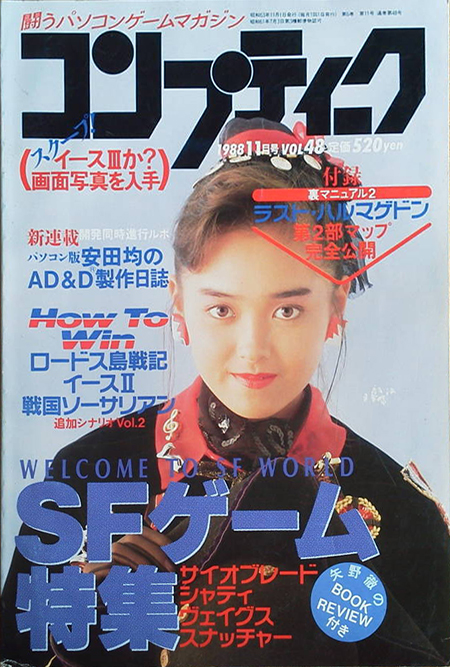 闘うパソコンゲームマガジン
コンプティーク
1988 11月号 VOL.48 定価520yen
スクープ!
イースⅢか?
画面写真を入手
付録
裏マニュアル2
ラスト・ハルマゲドン
第2部マップ
完全公開
新連載 開発同時進行ルポ
パソコン版 安田均の
AD&D製作日誌
How To
Win
ロードス島戦記
イースⅡ
戦国ソーサリアン
追加シナリオVol.2
WELCOME TO SF WORLD
SFゲーム
特集
サイオブレード
シャティ
ヴェイグス
スナッチャー
矢野徹の
BOOK
REVIEW
付き